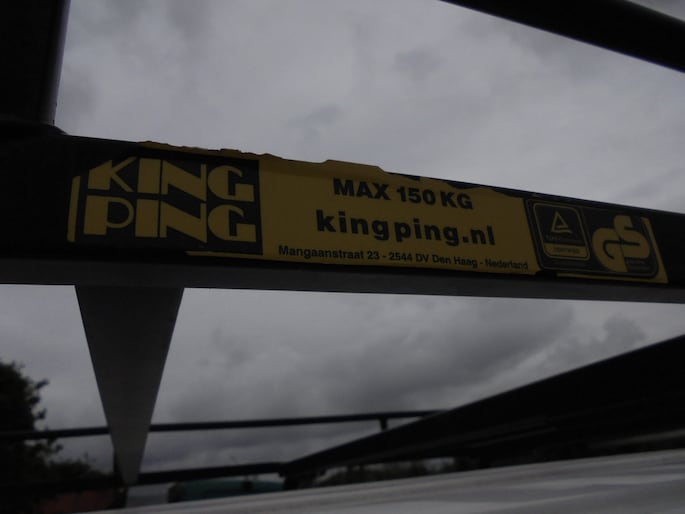 KING
PING
MAX 150 KG
kingping.nl
Mangaanstraat 23 - 2544 DV Den Haag - Nederland
GS